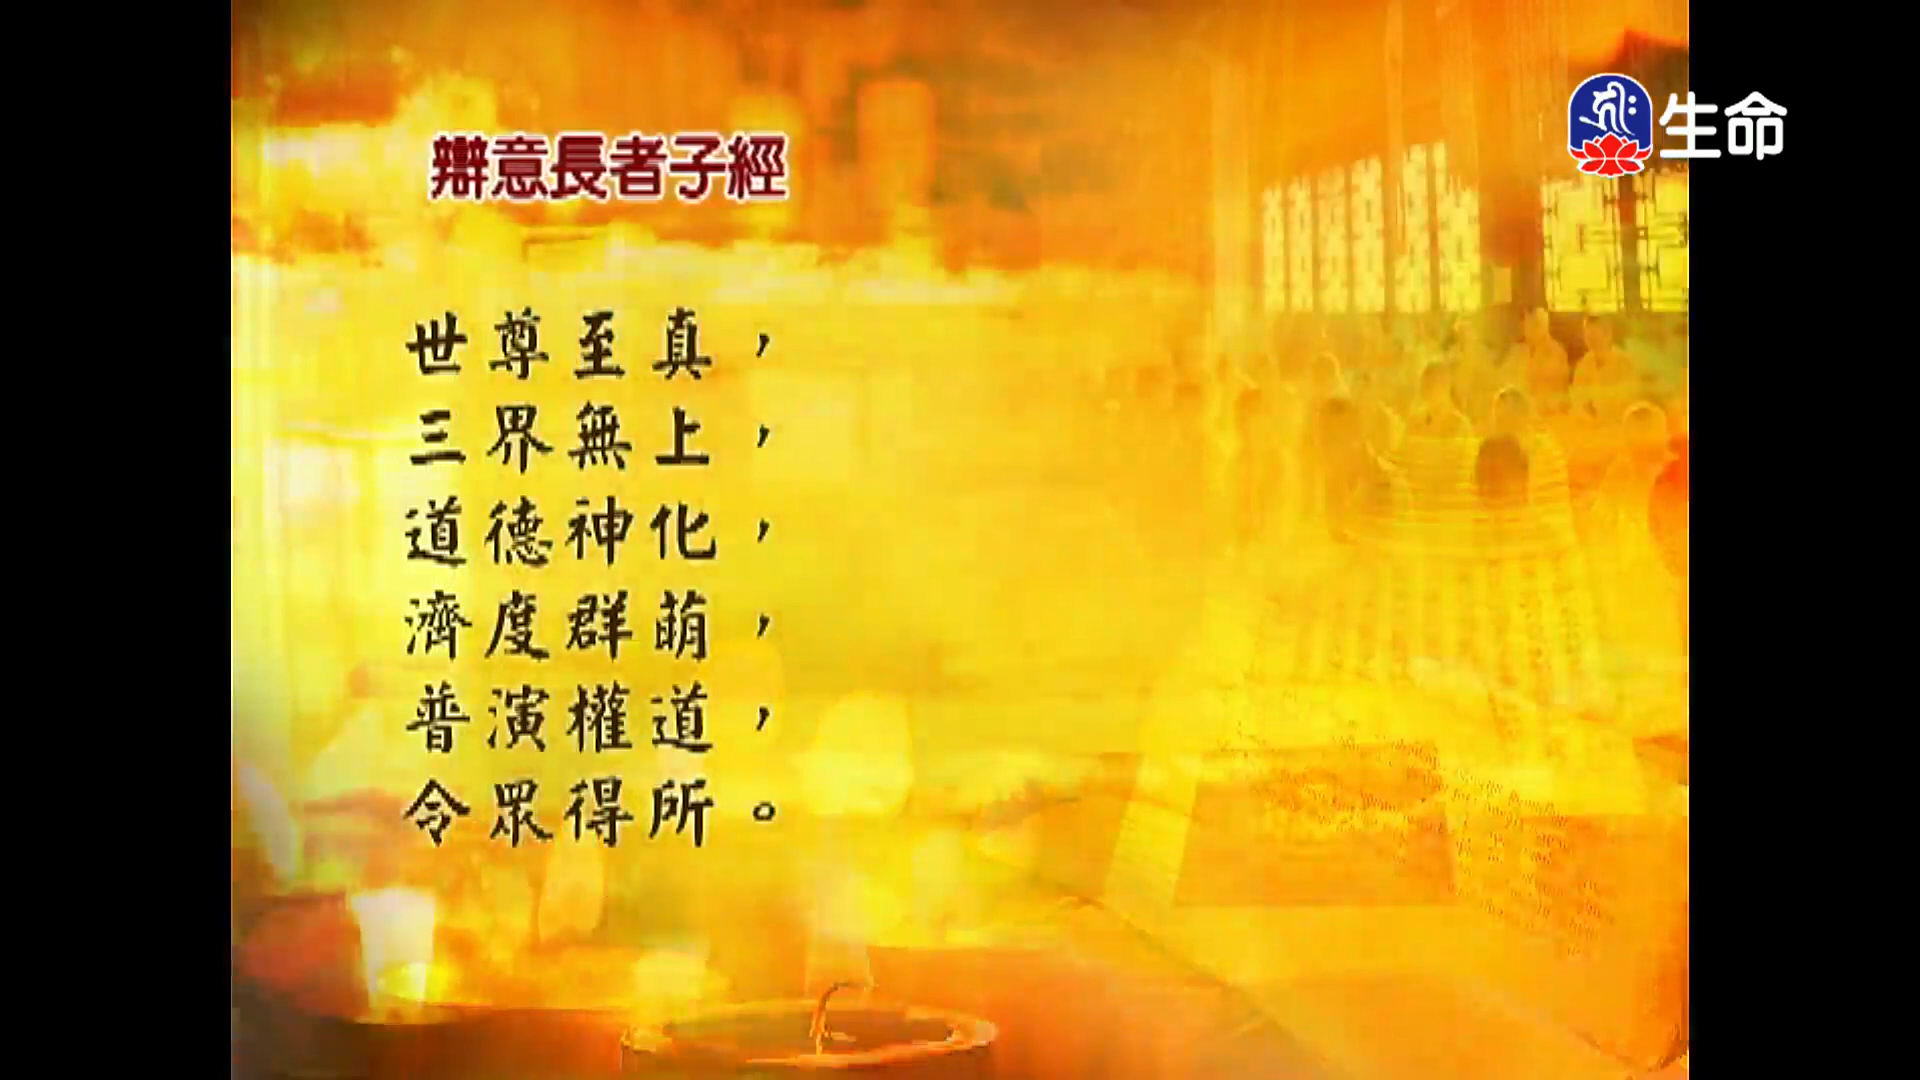 辯意長者子經
生命
世尊至真，
三界無上，
道德神化，
濟度群萌，
普演權道，
令眾得所。